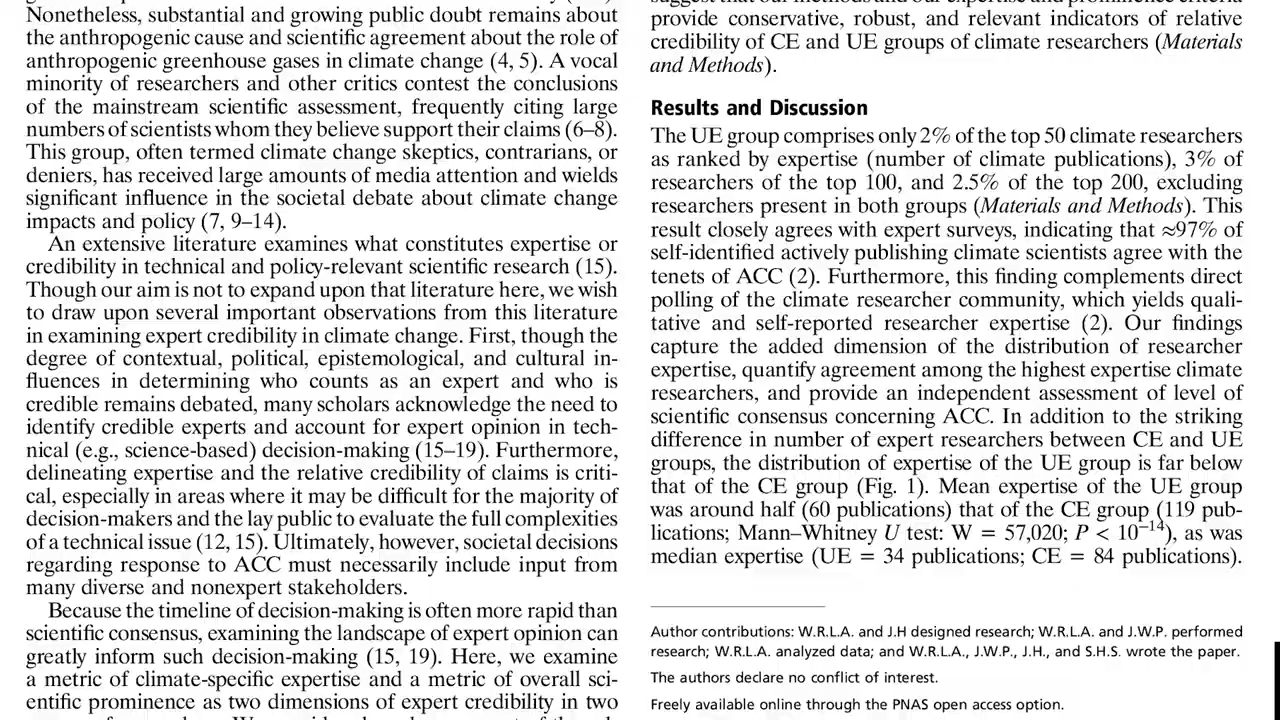 Nonetheless, substantial and growing public doubt remains about
the anthropogenic cause and scientific agreement about the role of
anthropogenic greenhouse gases in climate change (4, 5). A vocal
minority of researchers and other critics contest the conclusions
of the mainstream scientific assessment, frequently citing large
numbers of scientists whom they believe support their claims (6–8).
This group, often termed climate change skeptics, contrarians, or
deniers, has received large amounts of media attention and wields
significant influence in the societal debate about climate change
impacts and policy (7, 9–14).
An extensive literature examines what constitutes expertise or
credibility in technical and policy-relevant scientific research (15).
Though our aim is not to expand upon that literature here, we wish
to draw upon several important observations from this literature
in examining expert credibility in climate change. First, though the
degree of contextual, political, epistemological, and cultural in-
fluences in determining who counts as an expert and who is
credible remains debated, many scholars acknowledge the need to
identify credible experts and account for expert opinion in tech-
nical (e.g., science-based) decision-making (15–19). Furthermore,
delineating expertise and the relative credibility of claims is criti-
cal, especially in areas where it may be difficult for the majority of
decision-makers and the lay public to evaluate the full complexities
of a technical issue (12, 15). Ultimately, however, societal decisions
regarding response to ACC must necessarily include input from
many diverse and nonexpert stakeholders.
Because the timeline of decision-making is often more rapid than
scientific consensus, examining the landscape of expert opinion can
greatly inform such decision-making (15, 19). Here, we examine
a metric of climate-specific expertise and a metric of overall sci-
entific prominence as two dimensions of expert credibility in two
provide conservative, robust, and relevant indicators of relative
credibility of CE and UE groups of climate researchers (Materials
and Methods).
Results and Discussion
The UE group comprises only 2% of the top 50 climate researchers
as ranked by expertise (number of climate publications), 3% of
researchers of the top 100, and 2.5% of the top 200, excluding
researchers present in both groups (Materials and Methods). This
result closely agrees with expert surveys, indicating that ≈97% of
self-identified actively publishing climate scientists agree with the
tenets of ACC (2). Furthermore, this finding complements direct
polling of the climate researcher community, which yields quali-
tative and self-reported researcher expertise (2). Our findings
capture the added dimension of the distribution of researcher
expertise, quantify agreement among the highest expertise climate
researchers, and provide an independent assessment of level of
scientific consensus concerning ACC. In addition to the striking
difference in number of expert researchers between CE and UE
groups, the distribution of expertise of the UE group is far below
that of the CE group (Fig. 1). Mean expertise of the UE group
was around half (60 publications) that of the CE group (119 pub-
lications; Mann–Whitney U test: W = 57,020; P < 10⁻¹⁴), as was
median expertise (UE = 34 publications; CE = 84 publications).
Author contributions: W.R.L.A. and J.H designed research; W.R.L.A. and J.W.P. performed
research; W.R.L.A. analyzed data; and W.R.L.A., J.W.P., J.H., and S.H.S. wrote the paper.
The authors declare no conflict of interest.
Freely available online through the PNAS open access option.